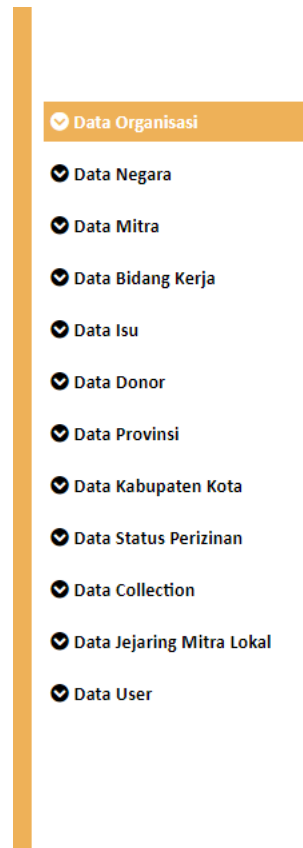 Data Organisasi
Data Negara
Data Mitra
Data Bidang Kerja
Data Isu
Data Donor
Data Provinsi
Data Kabupaten Kota
Data Status Perizinan
Data Collection
Data Jejaring Mitra Lokal
Data User